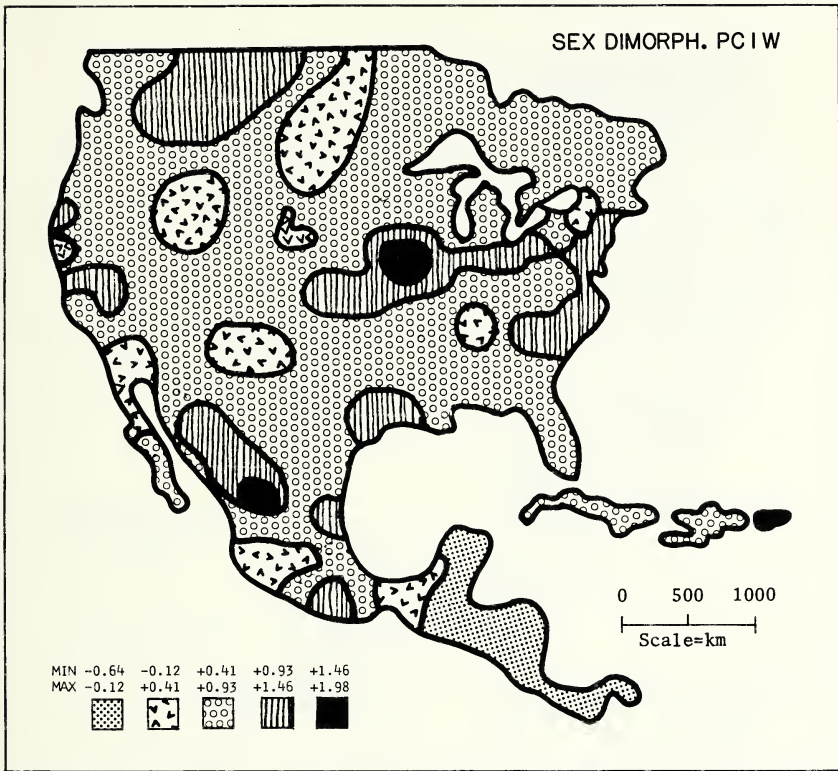 SEX DIMORPH. PC I W
0 500 1000
Scale=km
MIN -0.64 -0.12 +0.41 +0.93 +1.46
MAX -0.12 +0.41 +0.93 +1.46 +1.98